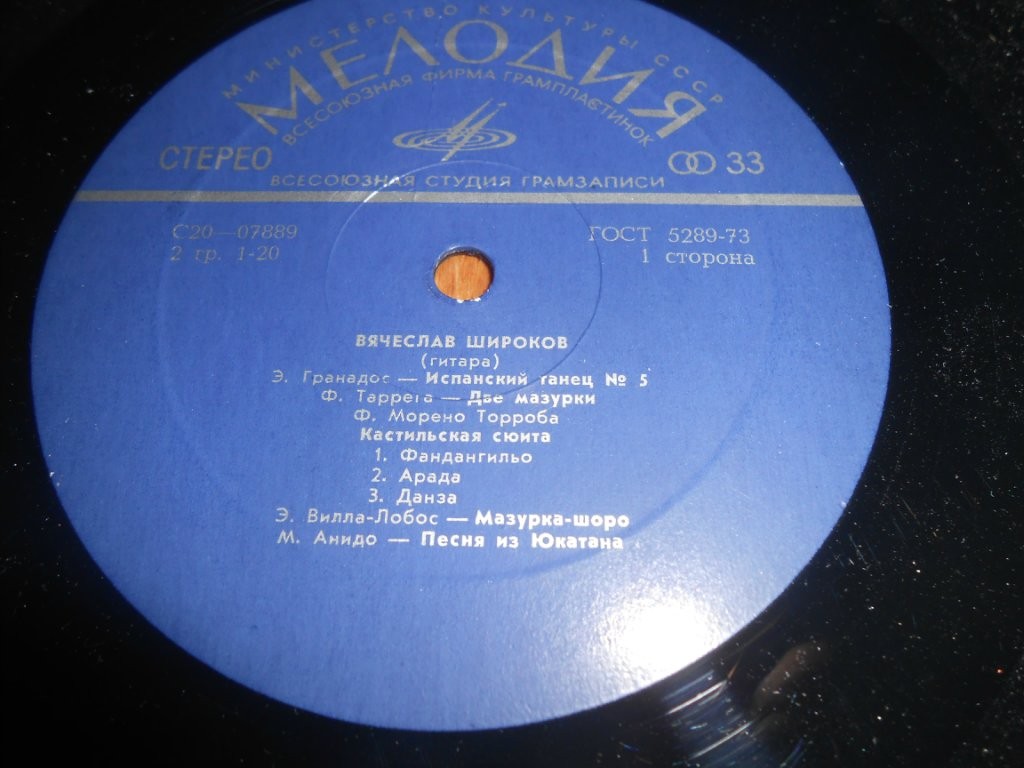 МИНИСТЕРСТВО КУЛЬТУРЫ СССР
МЕЛОДИЯ
ВСЕСОЮЗНАЯ ФИРМА ГРАМПЛАСТИНОК
СТЕРЕО
33
ВСЕСОЮЗНАЯ СТУДИЯ ГРАМЗАПИСИ
С20—07889
ГОСТ 5289-73
2 гр. 1-20
1 сторона
ВЯЧЕСЛАВ ШИРОКОВ
(гитара)
Э. Гранадос — Испанский танец № 5
Ф. Таррега — Две мазурки
Ф. Морено Торроба
Кастильская сюита
1. Фандангильо
2. Арада
3. Данза
Э. Вилла-Лобос — Мазурка-шоро
М. Анидо — Песня из Юкатана